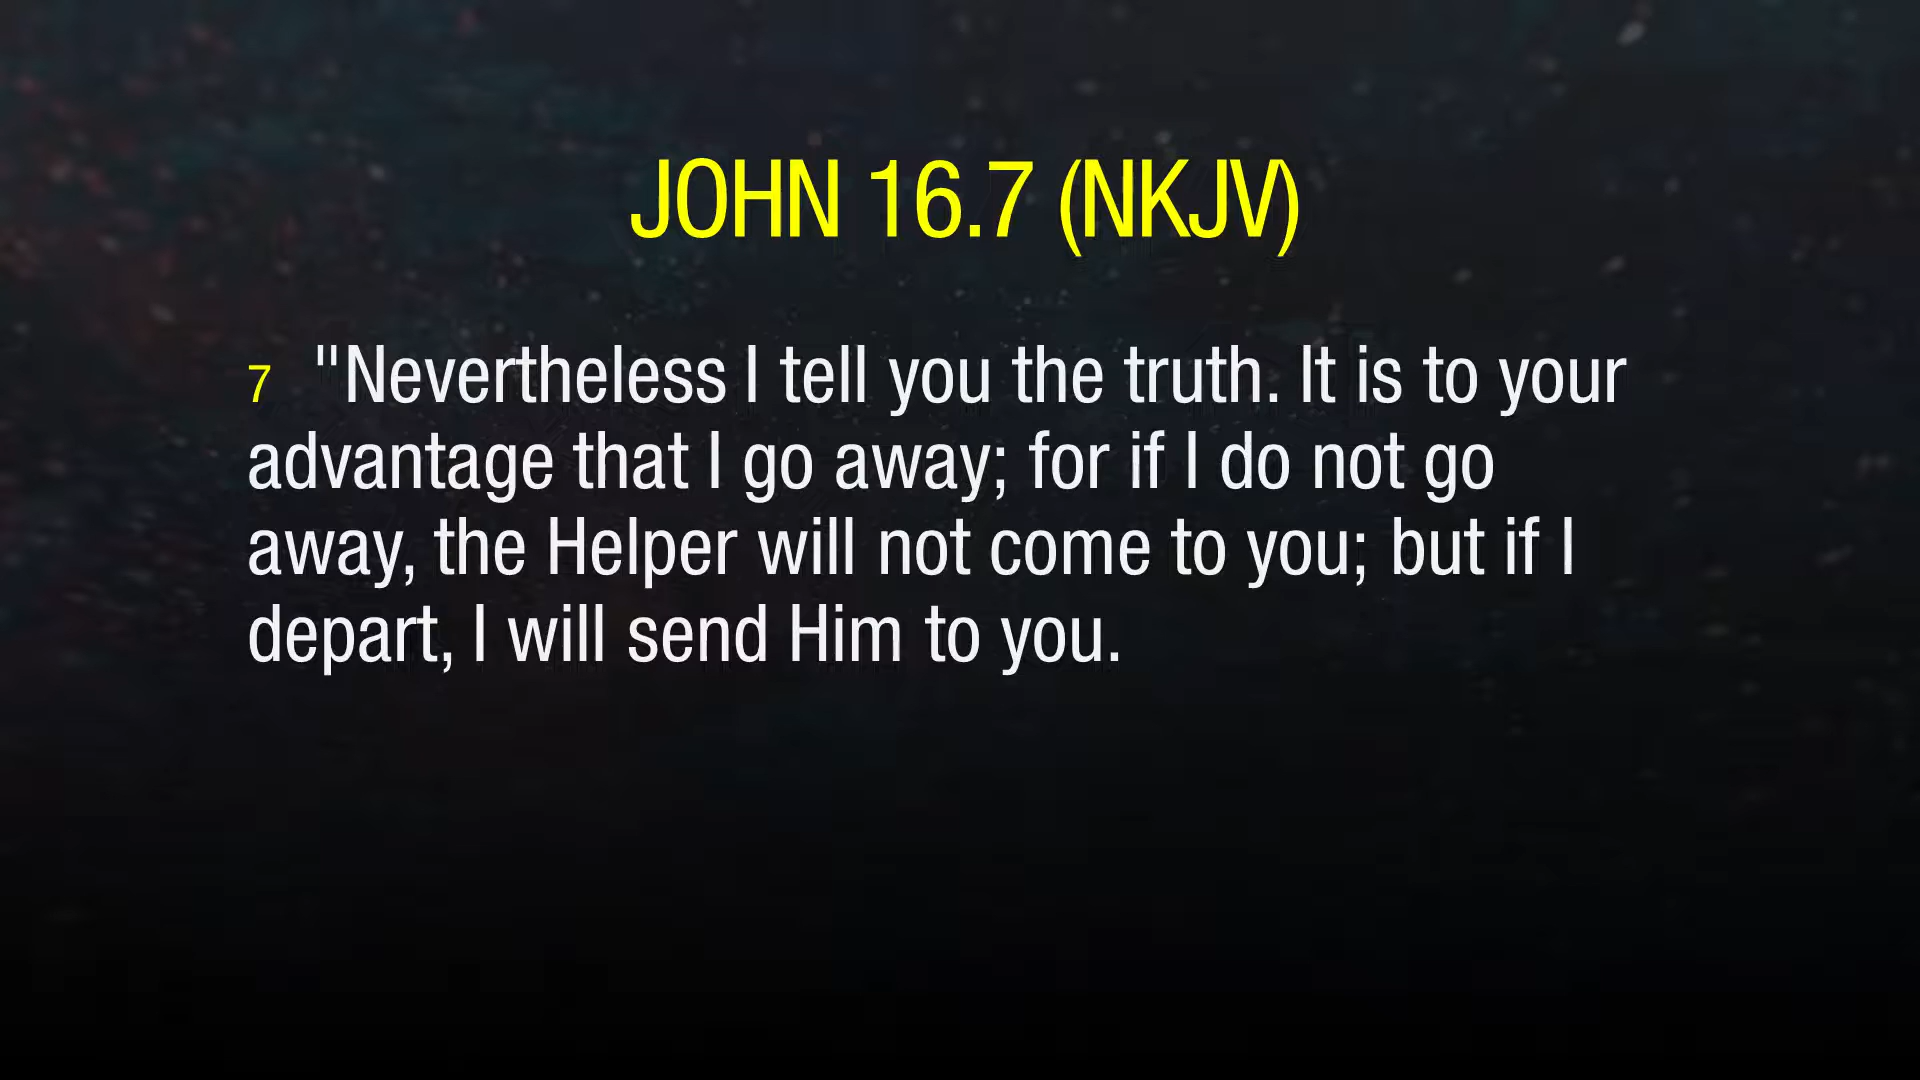 JOHN 16.7 (NKJV)
7 "Nevertheless I tell you the truth. It is to your
advantage that I go away; for if I do not go
away, the Helper will not come to you; but if I
depart, I will send Him to you.